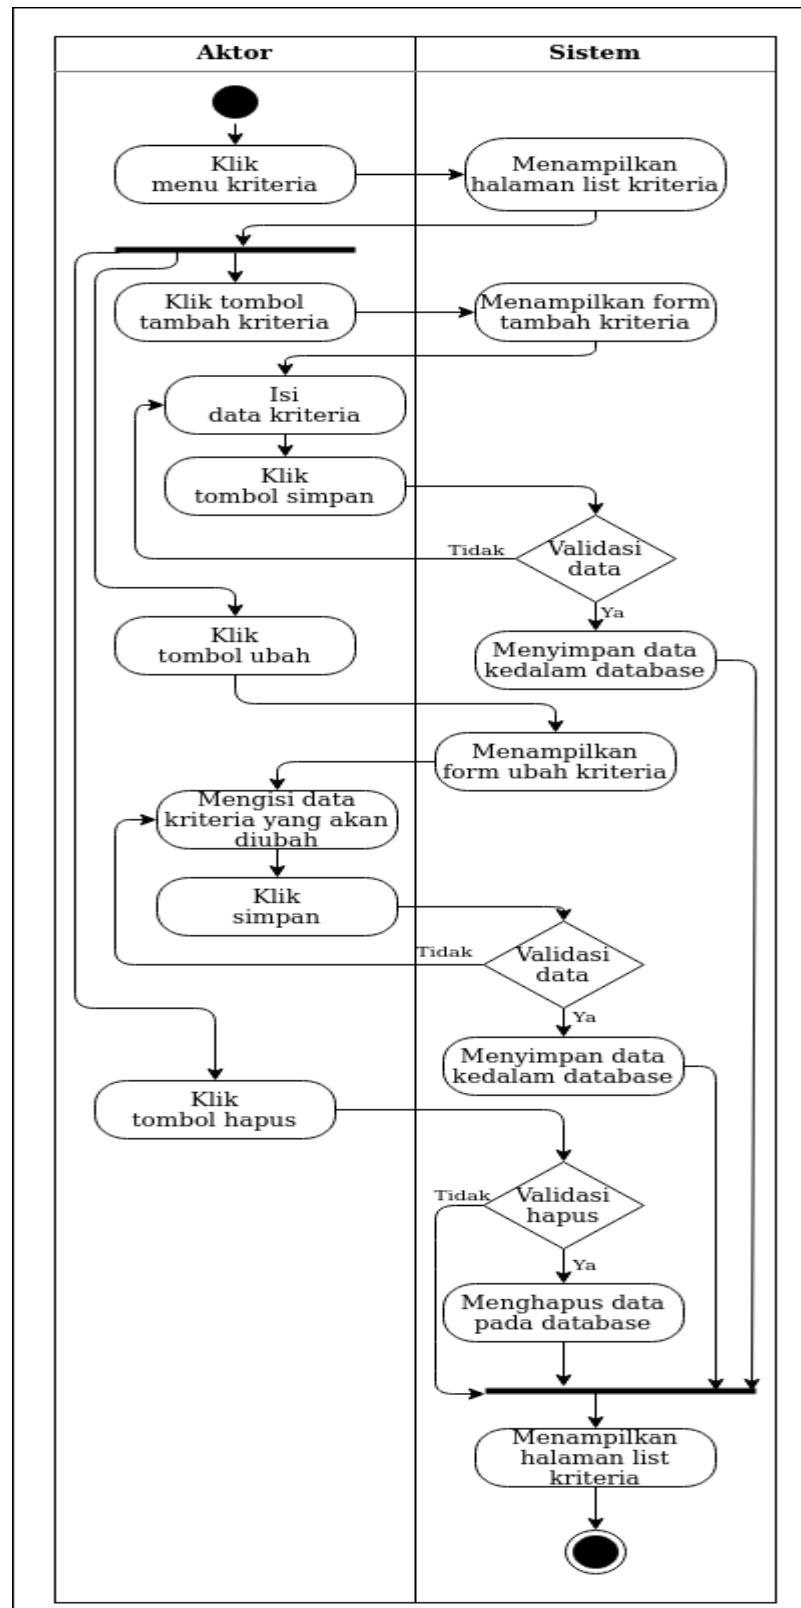 Aktor
Sistem
Klik
menu kriteria
Menampilkan
halaman list kriteria
Klik tombol
tambah kriteria
Menampilkan form
tambah kriteria
Isi
data kriteria
Klik
tombol simpan
Tidak
Validasi
data
Ya
Klik
tombol ubah
Menyimpan data
kedalam database
Menampilkan
form ubah kriteria
Mengisi data
kriteria yang akan
diubah
Klik
simpan
Tidak
Validasi
data
Ya
Menyimpan data
kedalam database
Klik
tombol hapus
Tidak
Validasi
hapus
Ya
Menghapus data
pada database
Menampilkan
halaman list
kriteria